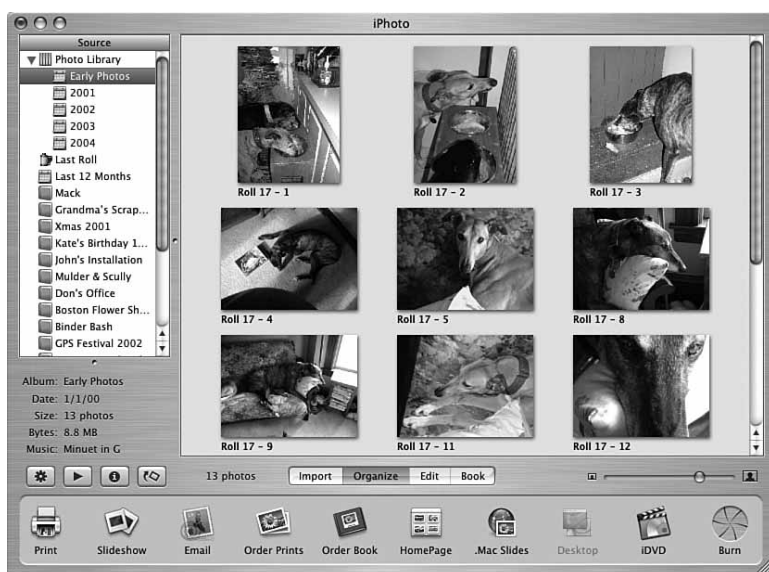 iPhoto
Source
Photo Library
Early Photos
2001
2002
2003
2004
Last Roll
Last 12 Months
Mack
Grandma's Scrap...
Xmas 2001
Kate's Birthday 1...
John's Installation
Mulder & Scully
Don's Office
Boston Flower Sh...
Binder Bash
GPS Festival 2002
Roll 17 – 1
Roll 17 – 2
Roll 17 – 3
Roll 17 – 4
Roll 17 – 5
Roll 17 – 8
Roll 17 – 9
Roll 17 – 11
Roll 17 – 12
Album: Early Photos
Date: 1/1/00
Size: 13 photos
Bytes: 8.8 MB
Music: Minuet in G
13 photos
Import Organize Edit Book
Print Slideshow Email Order Prints Order Book HomePage .Mac Slides Desktop iDVD Burn